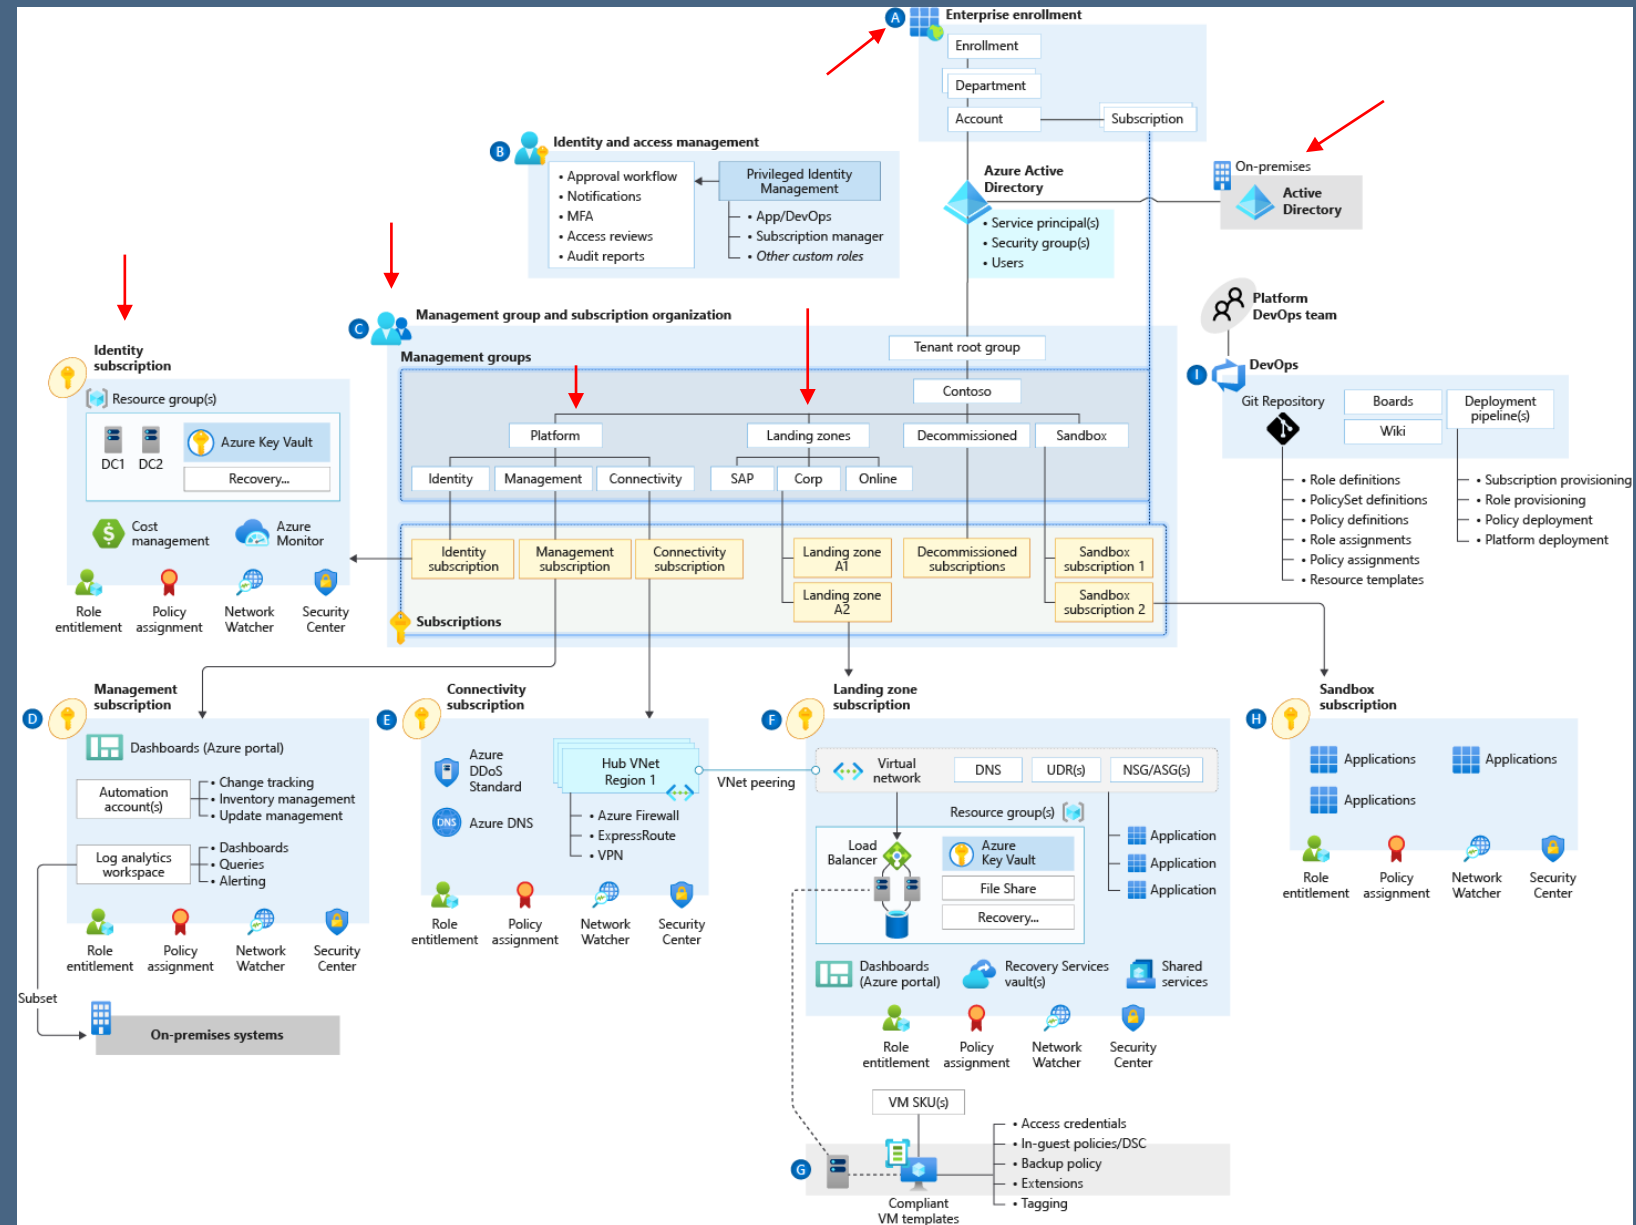 A
Enterprise enrollment
Enrollment
Department
Account
Subscription
B
Identity and access management
• Approval workflow
• Notifications
• MFA
• Access reviews
• Audit reports
Privileged Identity
Management
• App/DevOps
• Subscription manager
• Other custom roles
Azure Active
Directory
• Service principal(s)
• Security group(s)
• Users
On-premises
Active
Directory
Platform
DevOps team
I
DevOps
Git Repository
Boards
Wiki
Deployment
pipeline(s)
• Role definitions
• PolicySet definitions
• Policy definitions
• Role assignments
• Policy assignments
• Resource templates
• Subscription provisioning
• Role provisioning
• Policy deployment
• Platform deployment
C
Management group and subscription organization
Management groups
Tenant root group
Contoso
Platform
Landing zones
Decommissioned
Sandbox
Identity
Management
Connectivity
SAP
Corp
Online
Identity
subscription
Management
subscription
Connectivity
subscription
Landing zone
A1
Landing zone
A2
Decommissioned
subscriptions
Sandbox
subscription 1
Sandbox
subscription 2
Subscriptions
Identity
subscription
Resource group(s)
DC1
DC2
Azure Key Vault
Recovery...
Cost
management
Azure
Monitor
Role
entitlement
Policy
assignment
Network
Watcher
Security
Center
D
Management
subscription
Dashboards (Azure portal)
Automation
account(s)
• Change tracking
• Inventory management
• Update management
Log analytics
workspace
• Dashboards
• Queries
• Alerting
Role
entitlement
Policy
assignment
Network
Watcher
Security
Center
Subset
On-premises systems
E
Connectivity
subscription
Azure
DDoS
Standard
DNS
Azure DNS
Hub VNet
Region 1
• Azure Firewall
• ExpressRoute
• VPN
VNet peering
Role
entitlement
Policy
assignment
Network
Watcher
Security
Center
F
Landing zone
subscription
Virtual
network
DNS
UDR(s)
NSG/ASG(s)
Resource group(s)
Load
Balancer
Azure
Key Vault
File Share
Recovery...
Application
Application
Application
Dashboards
(Azure portal)
Recovery Services
vault(s)
Shared
services
Role
entitlement
Policy
assignment
Network
Watcher
Security
Center
H
Sandbox
subscription
Applications
Applications
Applications
Role
entitlement
Policy
assignment
Network
Watcher
Security
Center
G
VM SKU(s)
Compliant
VM templates
• Access credentials
• In-guest policies/DSC
• Backup policy
• Extensions
• Tagging